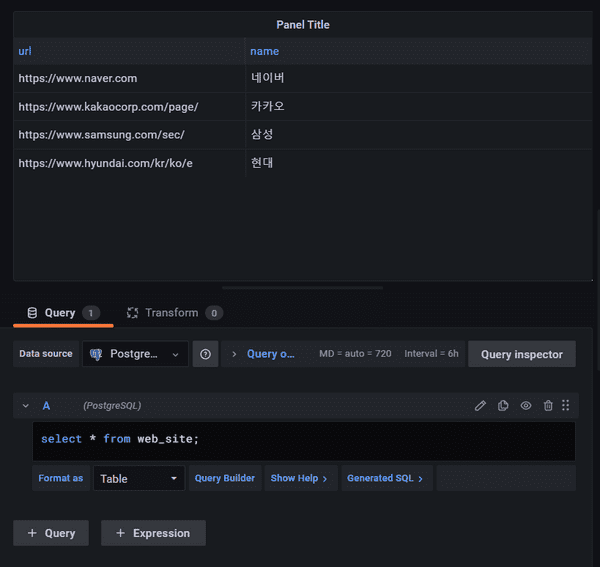 Panel Title
url name
https://www.naver.com 네이버
https://www.kakaocorp.com/page/ 카카오
https://www.samsung.com/sec/ 삼성
https://www.hyundai.com/kr/ko/e 현대
Query 1 Transform 0
Data source Postgre... Query o... MD = auto = 720 Interval = 6h Query inspector
A (PostgreSQL)
select * from web_site;
Format as Table Query Builder Show Help > Generated SQL >
+ Query + Expression